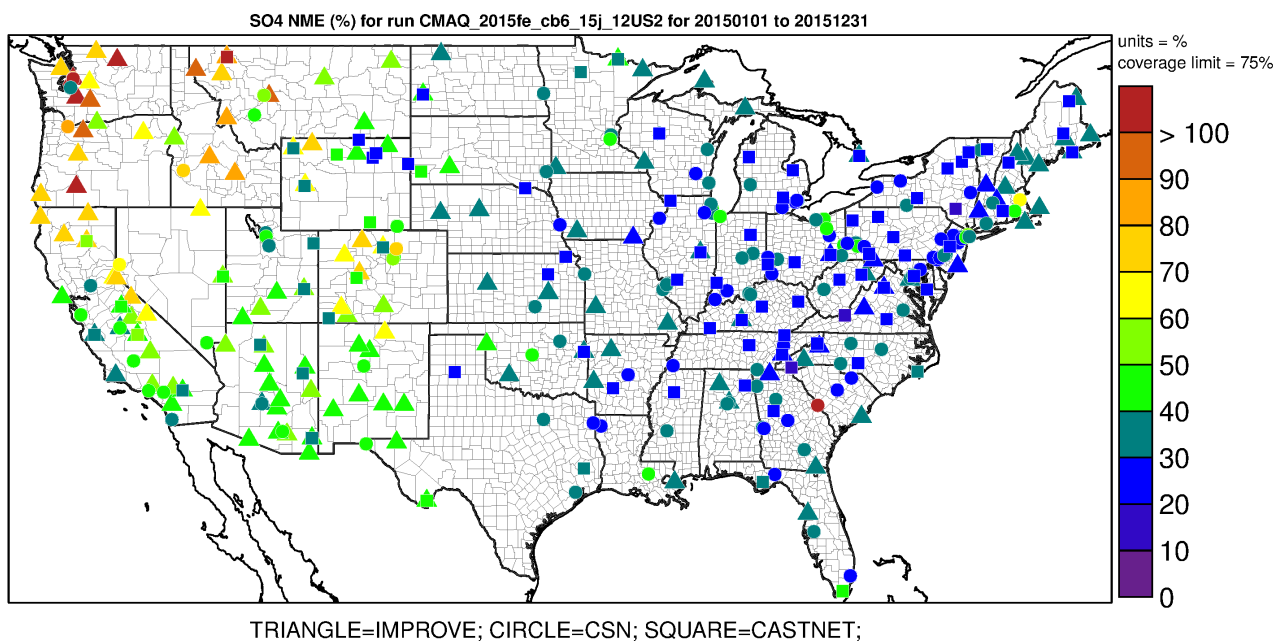 SO4 NME (%) for run CMAQ_2015fe_cb6_15j_12US2 for 20150101 to 20151231
units = %
coverage limit = 75%
> 100
90
80
70
60
50
40
30
20
10
0
TRIANGLE=IMPROVE; CIRCLE=CSN; SQUARE=CASTNET;